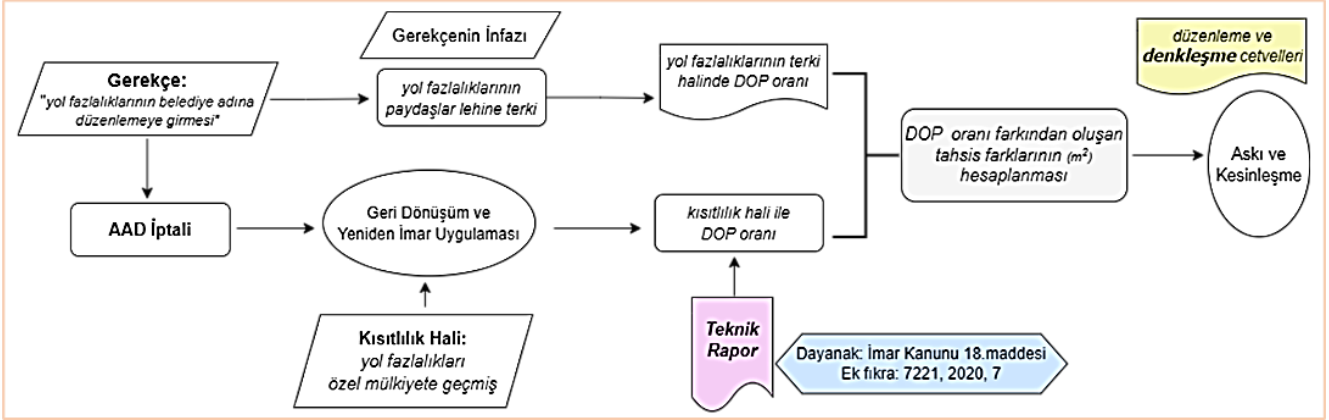 Gerekçenin İnfazı
düzenleme ve
denkleşme cetvelleri
Gerekçe:
"yol fazlalıklarının belediye adına
düzenlemeye girmesi"
yol fazlalıklarının
paydaşlar lehine terki
yol fazlalıklarının terki
halinde DOP oranı
DOP oranı farkından oluşan
tahsis farklarının (m²)
hesaplanması
Askı ve
Kesinleşme
AAD İptali
Geri Dönüşüm ve
Yeniden İmar Uygulaması
kısıtlılık hali ile
DOP oranı
Kısıtlılık Hali:
yol fazlalıkları
özel mülkiyete geçmiş
Teknik
Rapor
Dayanak: İmar Kanunu 18.maddesi
Ek fıkra: 7221, 2020, 7